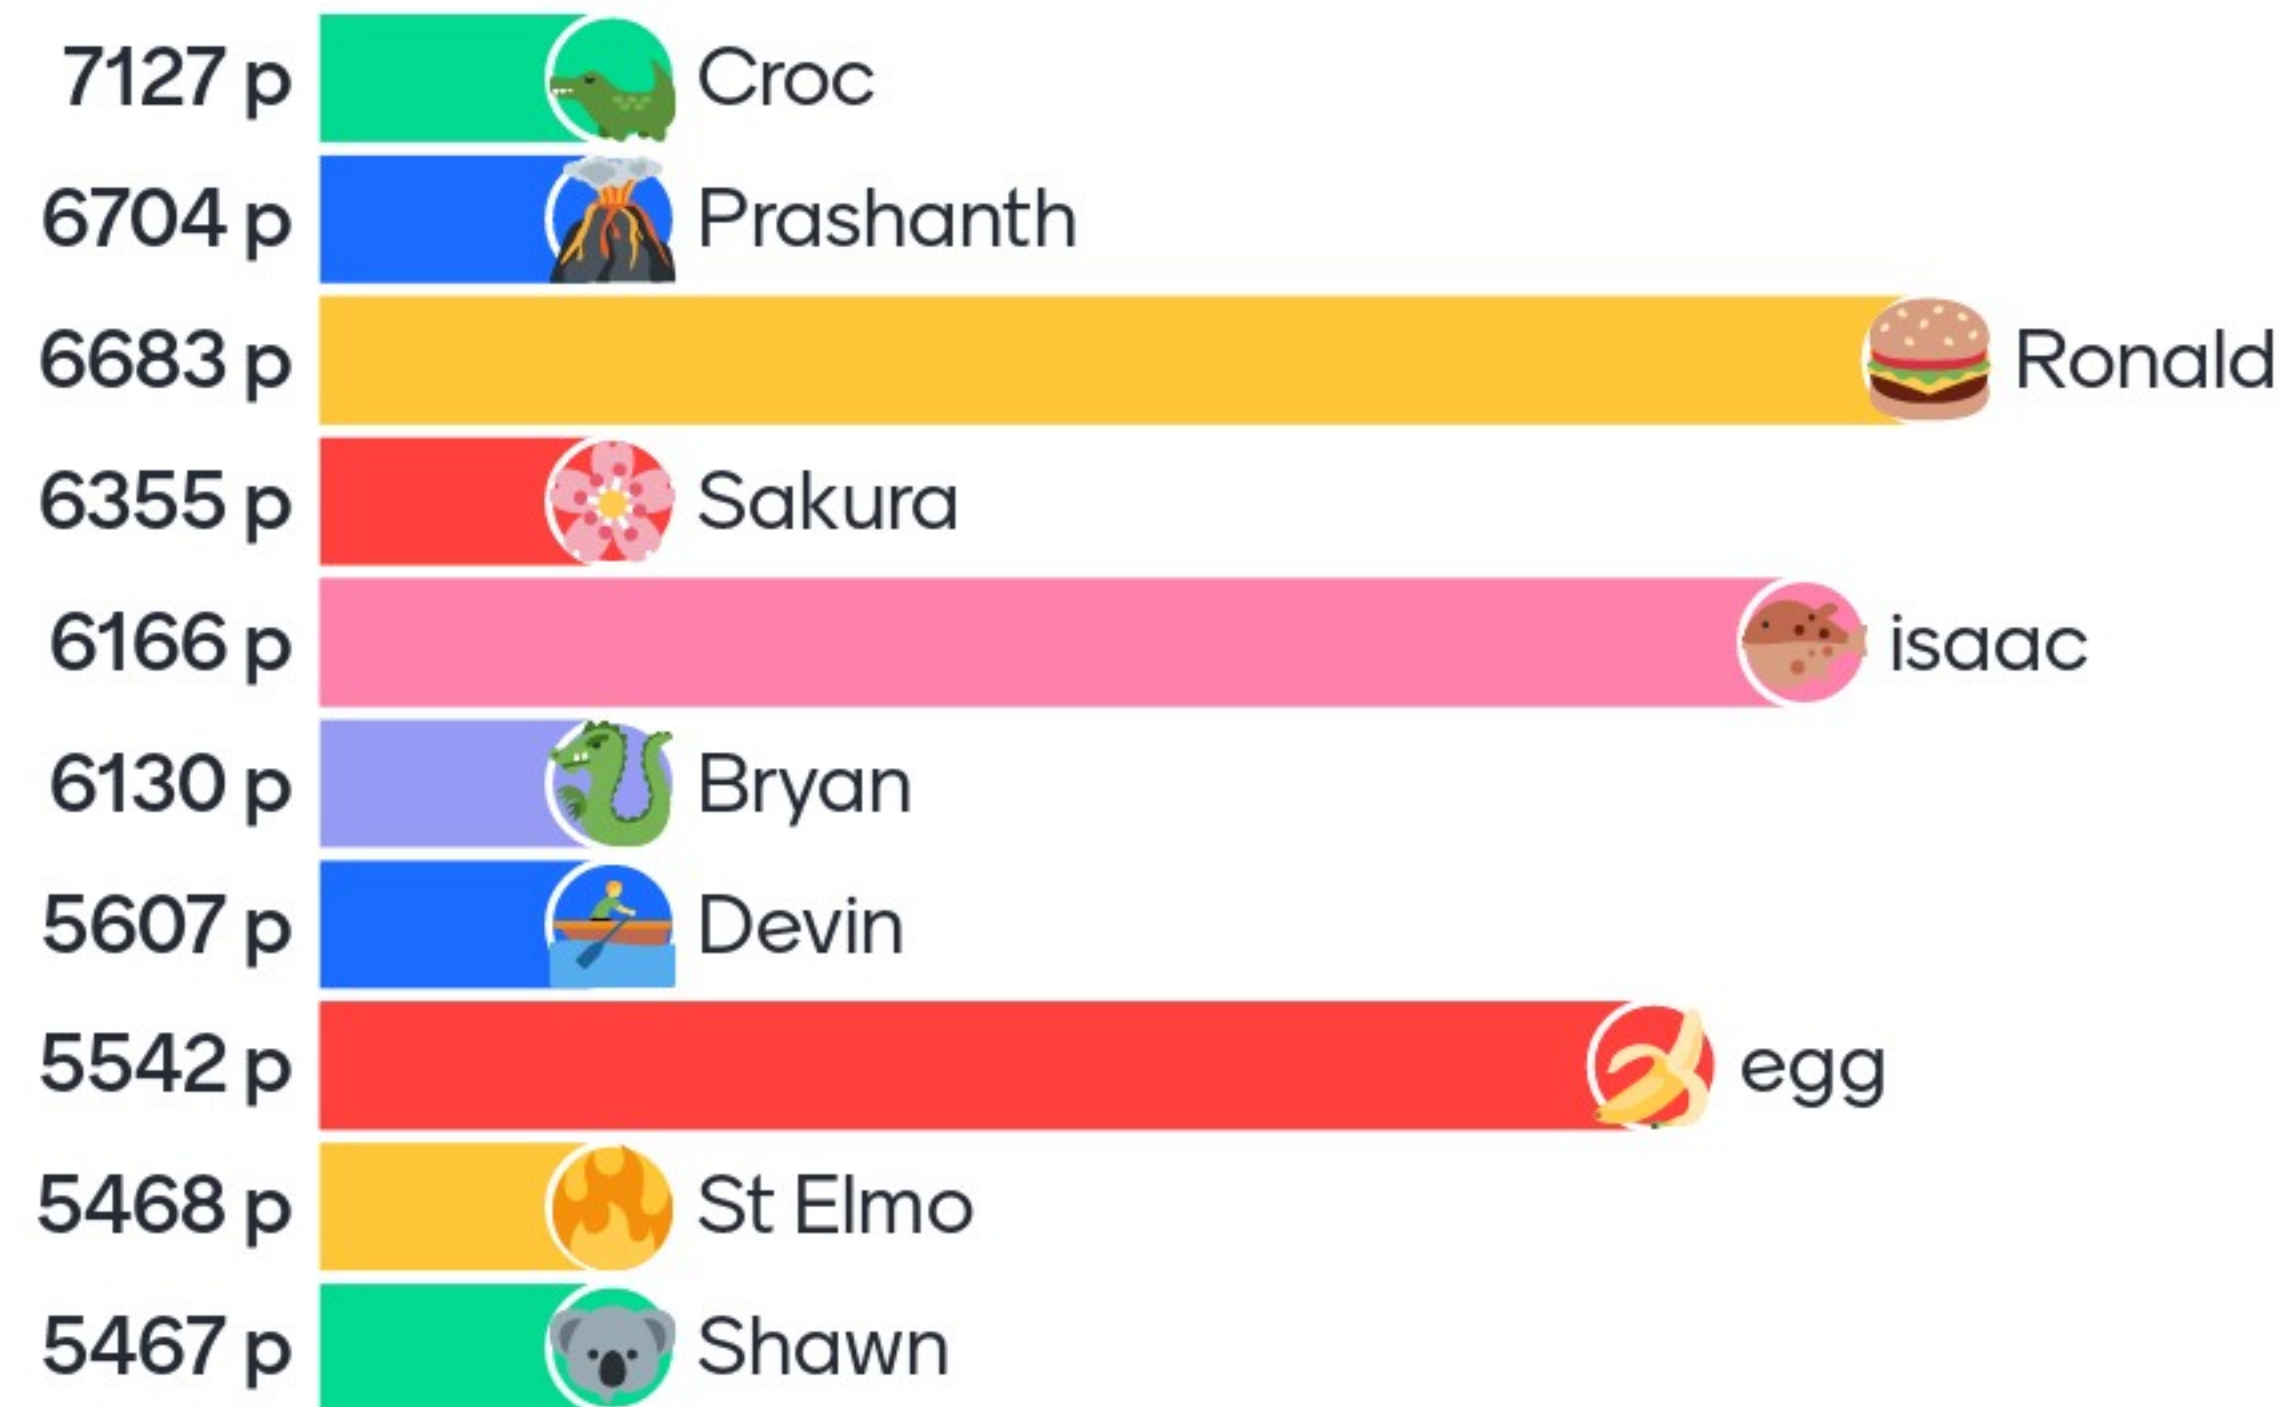 7127 p Croc
6704 p Prashanth
6683 p Ronald
6355 p Sakura
6166 p isaac
6130 p Bryan
5607 p Devin
5542 p egg
5468 p St Elmo
5467 p Shawn